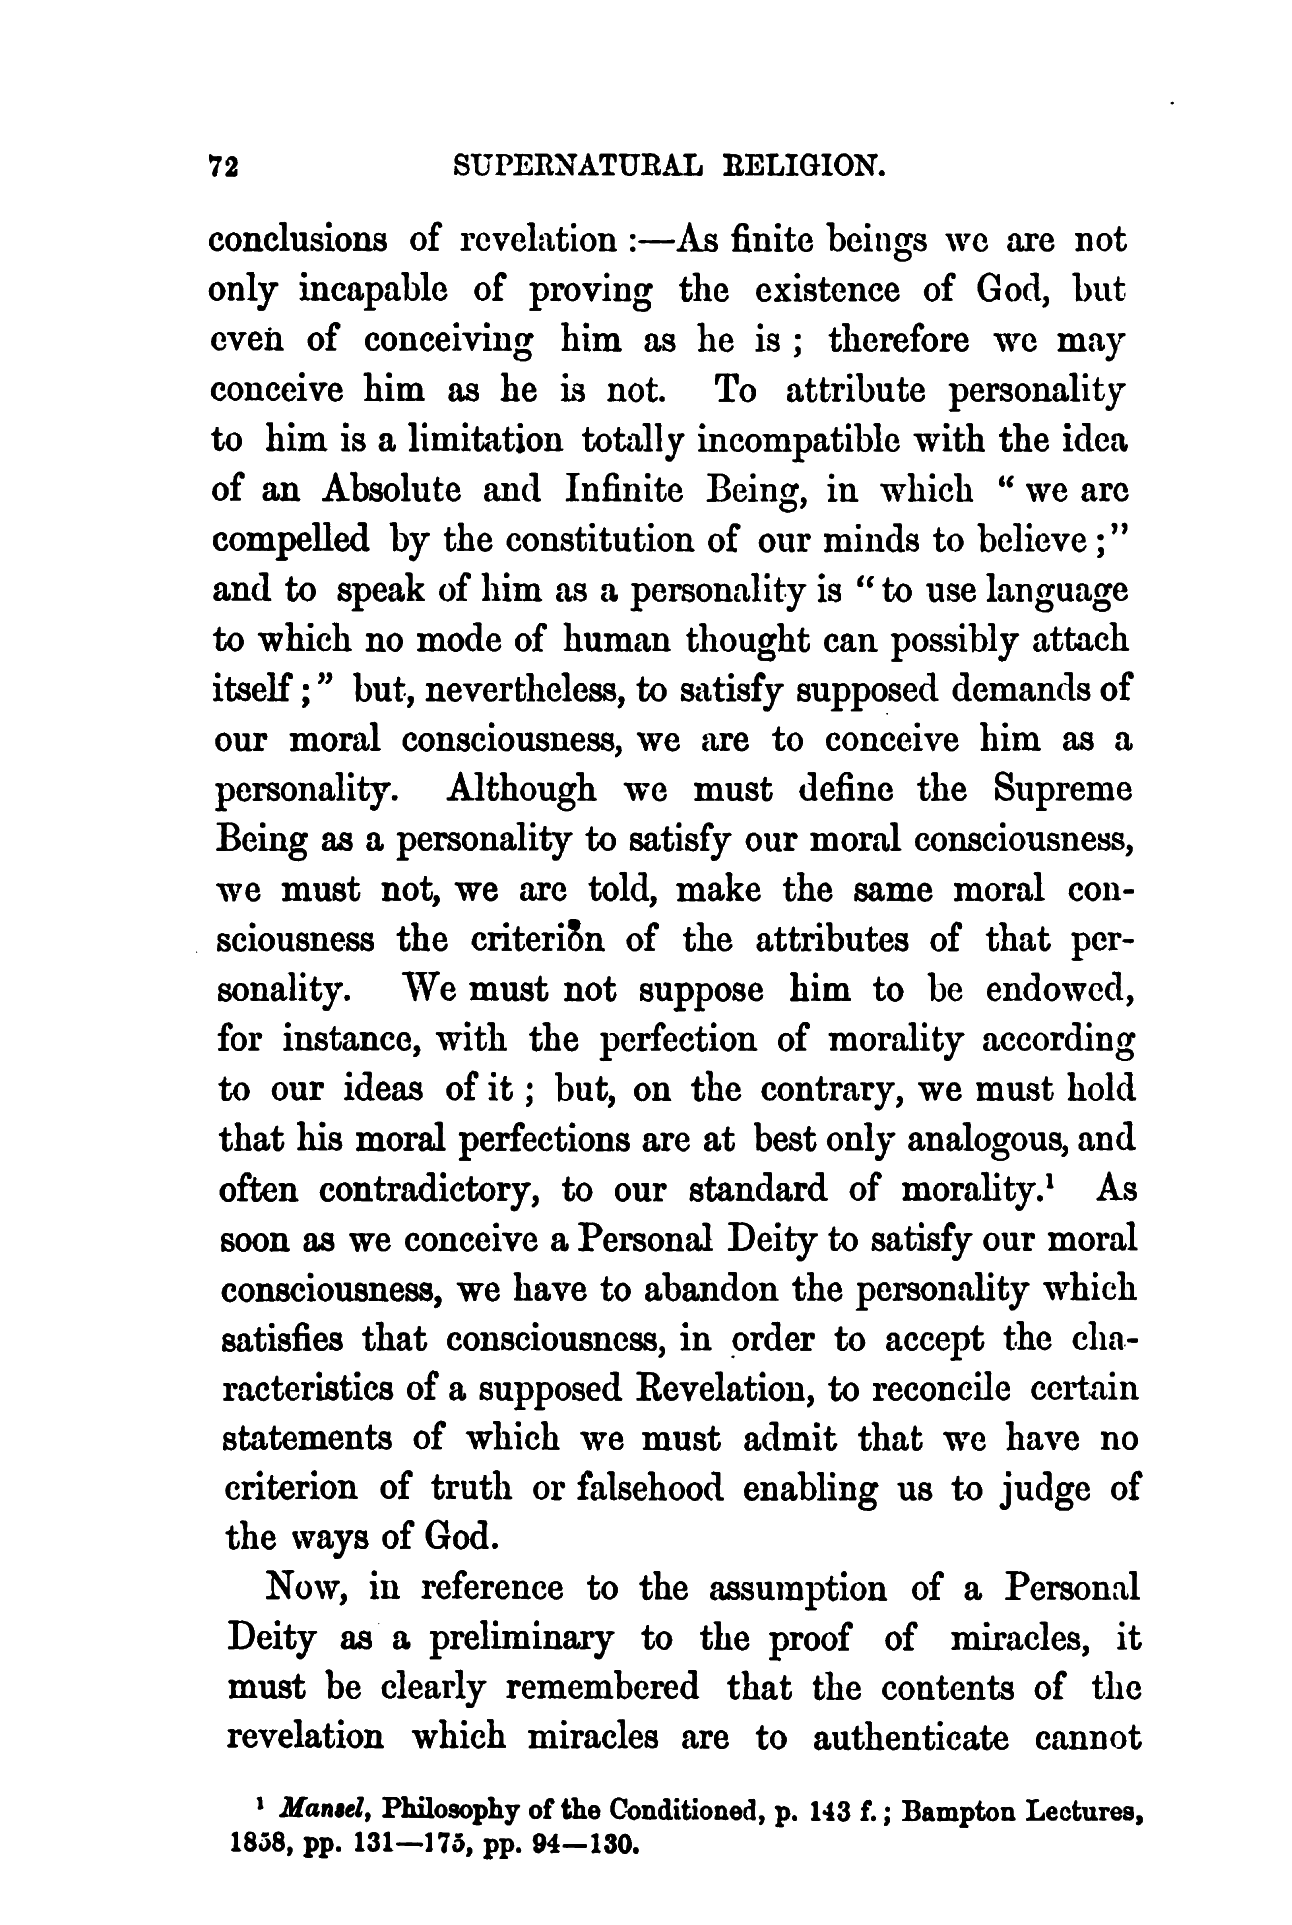 72 SUPERNATURAL RELIGION.
conclusions of revelation :—As finite beings we are not
only incapable of proving the existence of God, but
even of conceiving him as he is ; therefore we may
conceive him as he is not. To attribute personality
to him is a limitation totally incompatible with the idea
of an Absolute and Infinite Being, in which “ we are
compelled by the constitution of our minds to believe ;”
and to speak of him as a personality is “ to use language
to which no mode of human thought can possibly attach
itself ; ” but, nevertheless, to satisfy supposed demands of
our moral consciousness, we are to conceive him as a
personality. Although we must define the Supreme
Being as a personality to satisfy our moral consciousness,
we must not, we are told, make the same moral con-
sciousness the criterion of the attributes of that per-
sonality. We must not suppose him to be endowed,
for instance, with the perfection of morality according
to our ideas of it ; but, on the contrary, we must hold
that his moral perfections are at best only analogous, and
often contradictory, to our standard of morality.¹ As
soon as we conceive a Personal Deity to satisfy our moral
consciousness, we have to abandon the personality which
satisfies that consciousness, in order to accept the cha-
racteristics of a supposed Revelation, to reconcile certain
statements of which we must admit that we have no
criterion of truth or falsehood enabling us to judge of
the ways of God.
Now, in reference to the assumption of a Personal
Deity as a preliminary to the proof of miracles, it
must be clearly remembered that the contents of the
revelation which miracles are to authenticate cannot
¹ Mansel, Philosophy of the Conditioned, p. 143 f. ; Bampton Lectures,
1858, pp. 131—175, pp. 94—130.